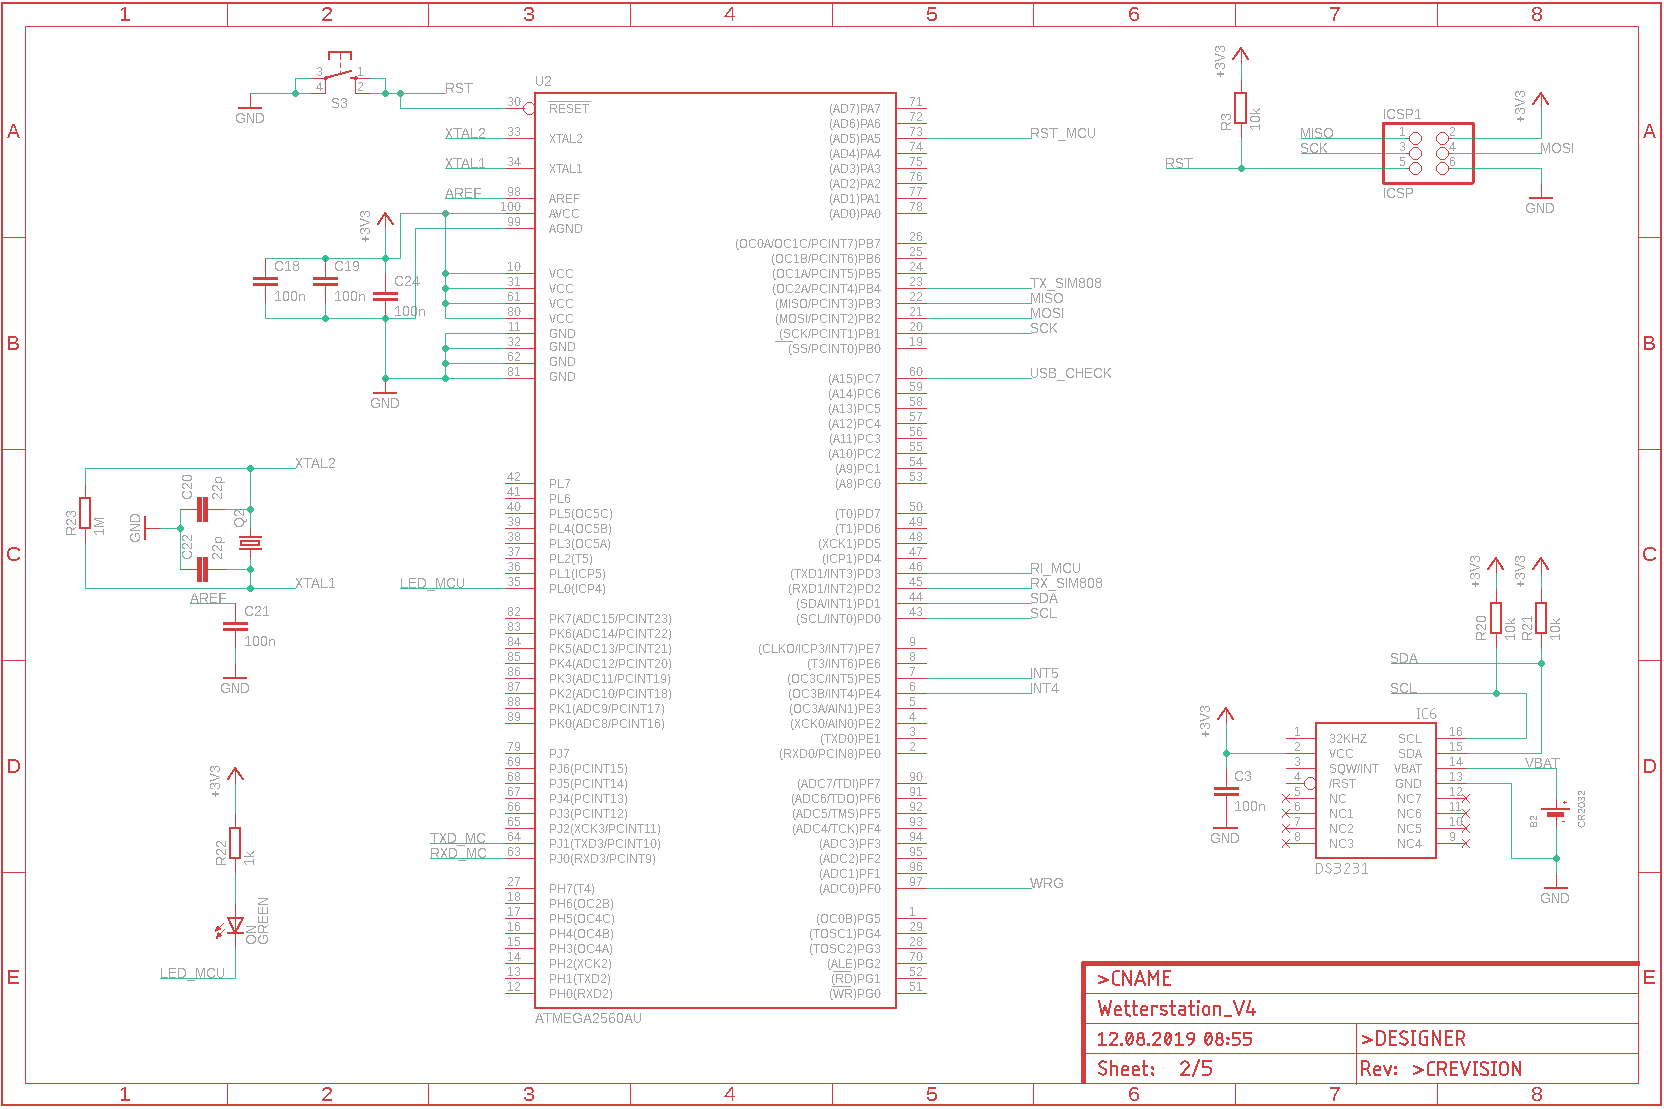 1 2 3 4 5 6 7 8
A
B
C
D
E
A
B
C
D
E
1 2 3 4 5 6 7 8
3 1
4 2
S3
GND
RST
XTAL2
XTAL1
AREF
+3V3
C18
100n
C19
100n
C24
100n
GND
U2
30 RESET
33 XTAL2
34 XTAL1
98 AREF
100 AVCC
99 AGND
10 VCC
31 VCC
61 VCC
80 VCC
11 GND
32 GND
62 GND
81 GND
42 PL7
41 PL6
40 PL5(OC5C)
39 PL4(OC5B)
38 PL3(OC5A)
37 PL2(T5)
36 PL1(ICP5)
LED_MCU 35 PL0(ICP4)
82 PK7(ADC15/PCINT23)
83 PK6(ADC14/PCINT22)
84 PK5(ADC13/PCINT21)
85 PK4(ADC12/PCINT20)
86 PK3(ADC11/PCINT19)
87 PK2(ADC10/PCINT18)
88 PK1(ADC9/PCINT17)
89 PK0(ADC8/PCINT16)
79 PJ7
69 PJ6(PCINT15)
68 PJ5(PCINT14)
67 PJ4(PCINT13)
66 PJ3(PCINT12)
65 PJ2(XCK3/PCINT11)
TXD_MC 64 PJ1(TXD3/PCINT10)
RXD_MC 63 PJ0(RXD3/PCINT9)
27 PH7(T4)
18 PH6(OC2B)
17 PH5(OC4C)
16 PH4(OC4B)
15 PH3(OC4A)
14 PH2(XCK2)
13 PH1(TXD2)
12 PH0(RXD2)
ATMEGA2560AU
(AD7)PA7 71
(AD6)PA6 72
(AD5)PA5 73 RST_MCU
(AD4)PA4 74
(AD3)PA3 75
(AD2)PA2 76
(AD1)PA1 77
(AD0)PA0 78
(OC0A/OC1C/PCINT7)PB7 26
(OC1B/PCINT6)PB6 25
(OC1A/PCINT5)PB5 24
(OC2A/PCINT4)PB4 23 TX_SIM808
(MISO/PCINT3)PB3 22 MISO
(MOSI/PCINT2)PB2 21 MOSI
(SCK/PCINT1)PB1 20 SCK
(SS/PCINT0)PB0 19
(A15)PC7 60 USB_CHECK
(A14)PC6 59
(A13)PC5 58
(A12)PC4 57
(A11)PC3 56
(A10)PC2 55
(A9)PC1 54
(A8)PC0 53
(T0)PD7 50
(T1)PD6 49
(XCK1)PD5 48
(ICP1)PD4 47
(TXD1/INT3)PD3 46 RI_MCU
(RXD1/INT2)PD2 45 RX_SIM808
(SDA/INT1)PD1 44 SDA
(SCL/INT0)PD0 43 SCL
(CLKO/ICP3/INT7)PE7 9
(T3/INT6)PE6 8
(OC3C/INT5)PE5 7 INT5
(OC3B/INT4)PE4 6 INT4
(OC3A/AIN1)PE3 5
(XCK0/AIN0)PE2 4
(TXD0)PE1 3
(RXD0/PCIN8)PE0 2
(ADC7/TDI)PF7 90
(ADC6/TDO)PF6 91
(ADC5/TMS)PF5 92
(ADC4/TCK)PF4 93
(ADC3)PF3 94
(ADC2)PF2 95
(ADC1)PF1 96
(ADC0)PF0 97 WRG
(OC0B)PG5 1
(TOSC1)PG4 29
(TOSC2)PG3 28
(ALE)PG2 70
(RD)PG1 52
(WR)PG0 51
XTAL2
R23
1M
GND
C20
22p
C22
22p
Q2
XTAL1
AREF
C21
100n
GND
+3V3
R22
1k
ON
GREEN
LED_MCU
+3V3
R3
10k
RST
ICSP1
MISO 1 2
SCK 3 4 MOSI
5 6
ICSP
+3V3
GND
+3V3
+3V3
R20
10k
R21
10k
SDA
SCL
+3V3
C3
100n
GND
IC6
1 32KHZ SCL 16
2 VCC SDA 15
3 SQW/INT VBAT 14
4 /RST GND 13
5 NC NC7 12
6 NC1 NC6 11
7 NC2 NC5 10
8 NC3 NC4 9
DS3231
VBAT
+
-
B2
CR2032
GND
>CNAME
Wetterstation_V4
12.08.2019 08:55 >DESIGNER
Sheet: 2/5 Rev: >CREVISION